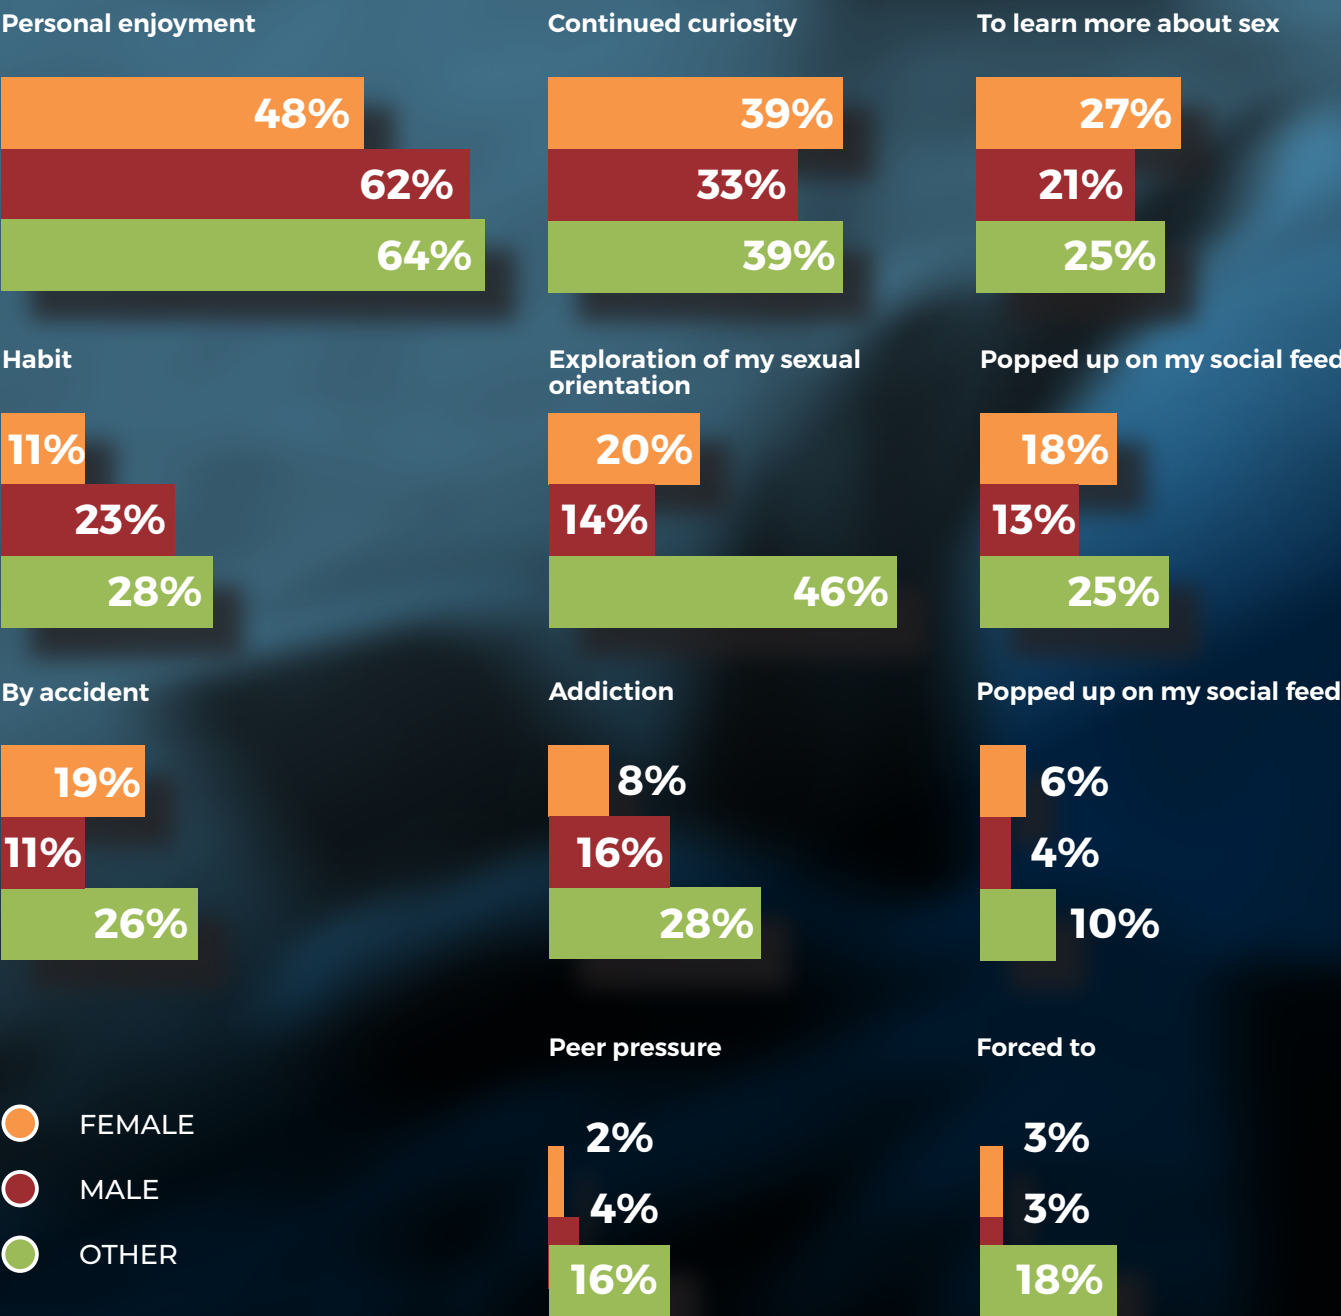 Personal enjoyment
48%
62%
64%
Continued curiosity
39%
33%
39%
To learn more about sex
27%
21%
25%
Habit
11%
23%
28%
Exploration of my sexual
orientation
20%
14%
46%
Popped up on my social feed
18%
13%
25%
By accident
19%
11%
26%
Addiction
8%
16%
28%
Popped up on my social feed
6%
4%
10%
FEMALE
MALE
OTHER
Peer pressure
2%
4%
16%
Forced to
3%
3%
18%